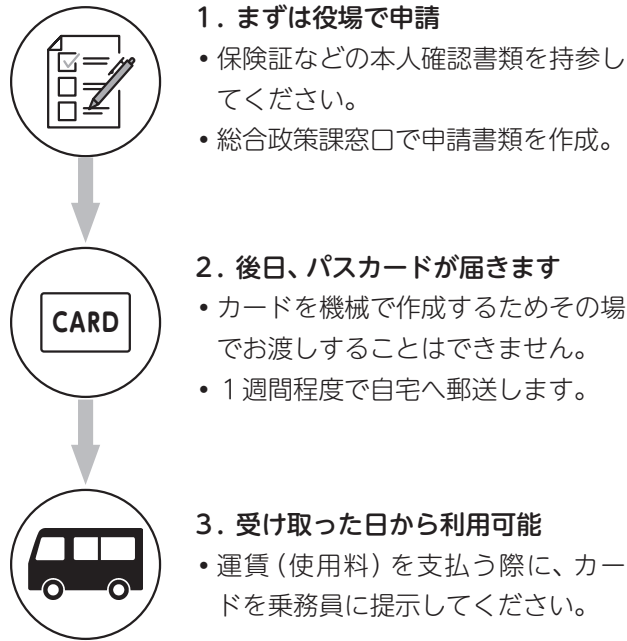 1. まずは役場で申請
• 保険証などの本人確認書類を持参し
てください。
• 総合政策課窓口で申請書類を作成。
CARD
2. 後日、パスカードが届きます
• カードを機械で作成するためその場
でお渡しすることはできません。
• 1週間程度で自宅へ郵送します。
3. 受け取った日から利用可能
• 運賃（使用料）を支払う際に、カー
ドを乗務員に提示してください。